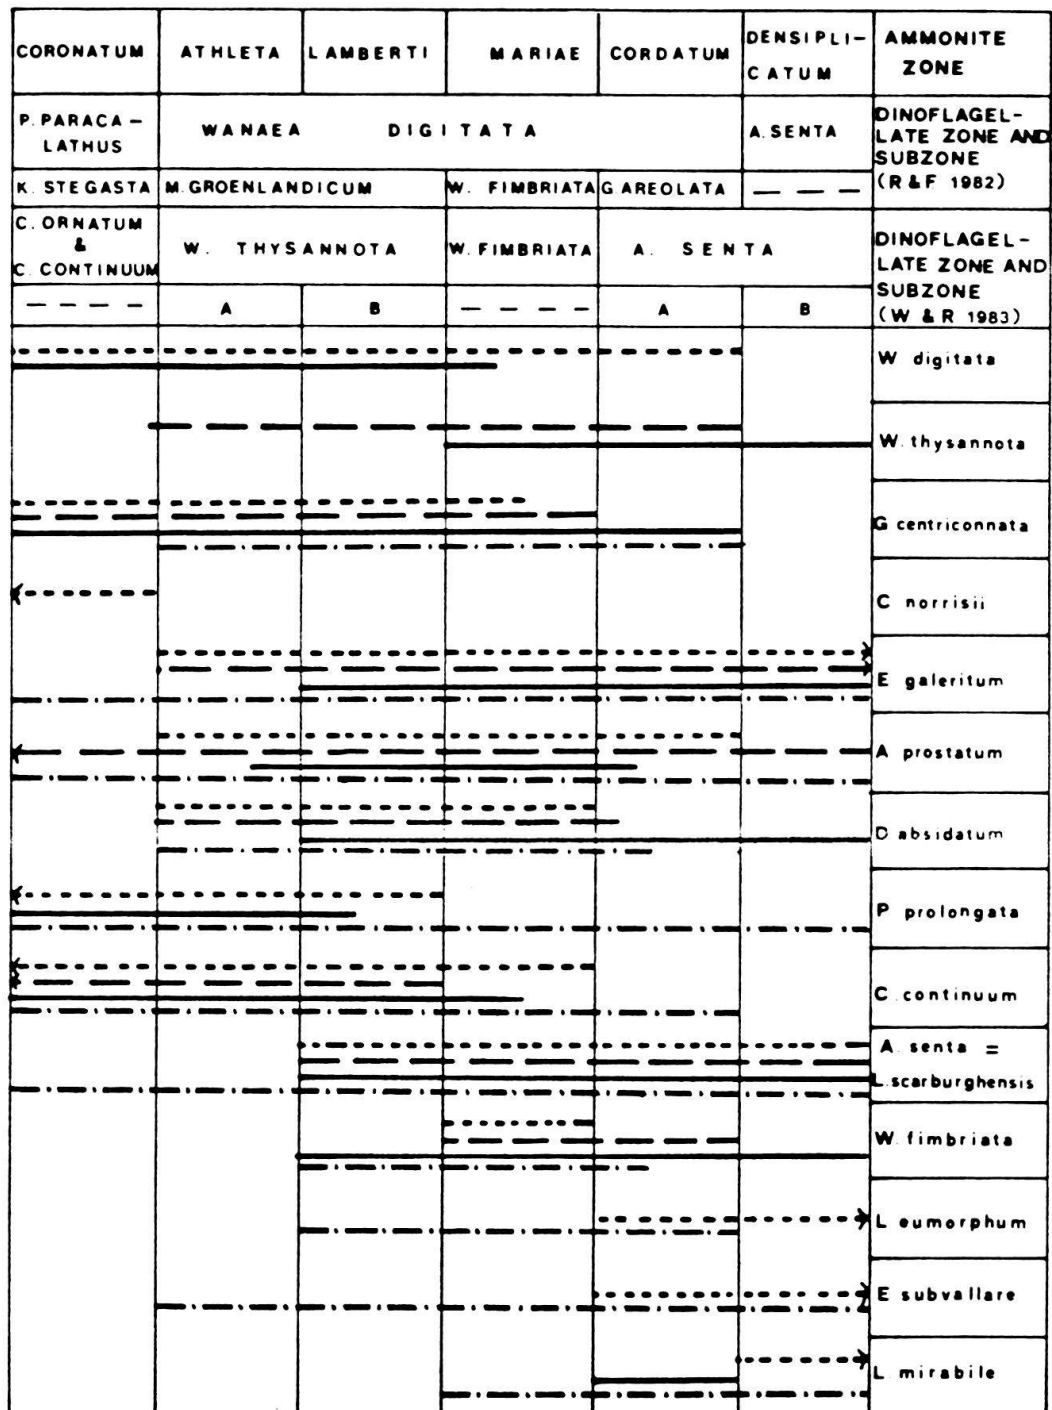 CORONATUM ATHLETA LAMBERTI MARIAE CORDATUM DENSIPLI-CATUM AMMONITE ZONE
P. PARACA-LATHUS WANAEA DIGITATA A. SENTA DINOFLAGEL-LATE ZONE AND SUBZONE (R & F 1982)
K. STEGASTA M. GROENLANDICUM W. FIMBRIATA G. AREOLATA
C. ORNATUM & C. CONTINUUM W. THYSANNOTA W. FIMBRIATA A. SENTA DINOFLAGEL-LATE ZONE AND SUBZONE (W & R 1983)
A B A B
W digitata
W. thysannota
G centriconnata
C norrisii
E galeritum
A prostatum
D absidatum
P prolongata
C. continuum
A. senta =
L. scarburghensis
W. fimbriata
L eumorphum
E subvallare
L. mirabile